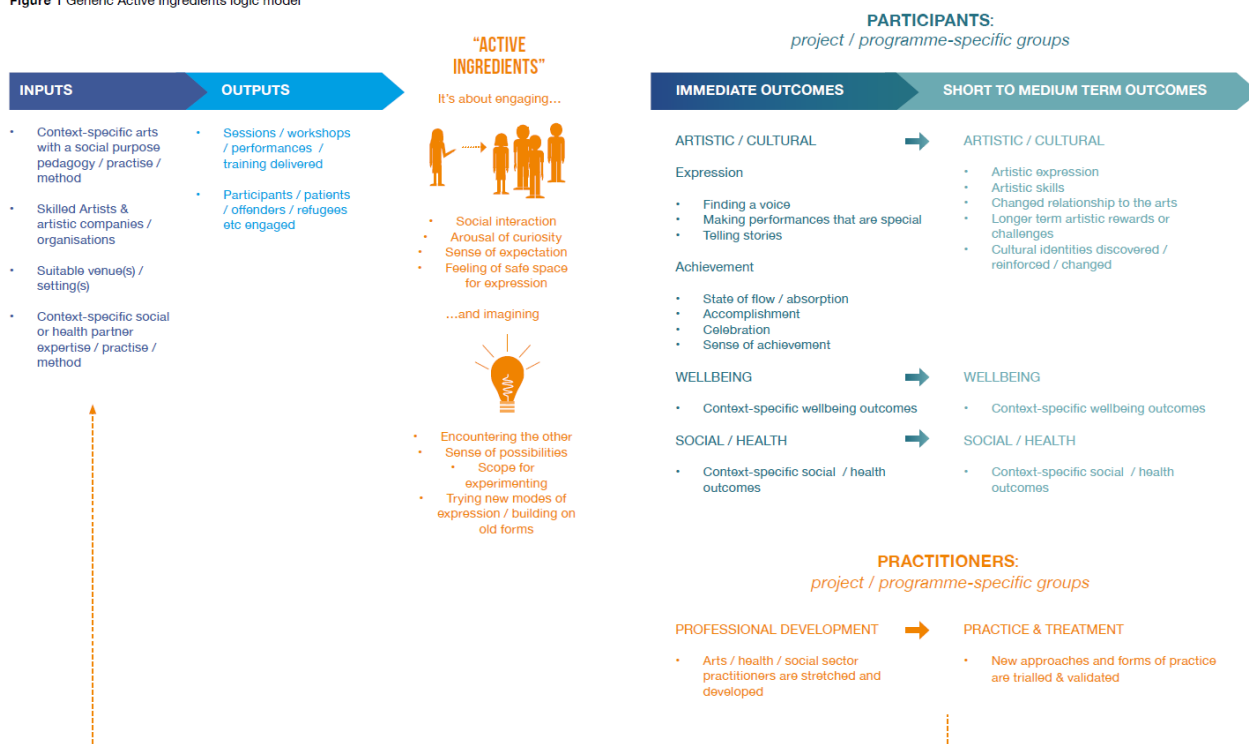 Figure 1 Generic Active Ingredients logic model
PARTICIPANTS:
project / programme-specific groups
"ACTIVE
INGREDIENTS"
INPUTS
OUTPUTS
IMMEDIATE OUTCOMES
SHORT TO MEDIUM TERM OUTCOMES
• Context-specific arts
with a social purpose
pedagogy / practise /
method
• Skilled Artists &
artistic companies /
organisations
• Suitable venue(s) /
setting(s)
• Context-specific social
or health partner
expertise / practise /
method
• Sessions / workshops
/ performances /
training delivered
• Participants / patients
/ offenders / refugees
etc engaged
It's about engaging…
• Social interaction
• Arousal of curiosity
• Sense of expectation
• Feeling of safe space
for expression
…and imagining
• Encountering the other
• Sense of possibilities
• Scope for
experimenting
• Trying new modes of
expression / building on
old forms
ARTISTIC / CULTURAL
Expression
• Finding a voice
• Making performances that are special
• Telling stories
Achievement
• State of flow / absorption
• Accomplishment
• Celebration
• Sense of achievement
WELLBEING
• Context-specific wellbeing outcomes
SOCIAL / HEALTH
• Context-specific social / health
outcomes
ARTISTIC / CULTURAL
• Artistic expression
• Artistic skills
• Changed relationship to the arts
• Longer term artistic rewards or
challenges
• Cultural identities discovered /
reinforced / changed
WELLBEING
• Context-specific wellbeing outcomes
SOCIAL / HEALTH
• Context-specific social / health
outcomes
PRACTITIONERS:
project / programme-specific groups
PROFESSIONAL DEVELOPMENT
• Arts / health / social sector
practitioners are stretched and
developed
PRACTICE & TREATMENT
• New approaches and forms of practice
are trialled & validated